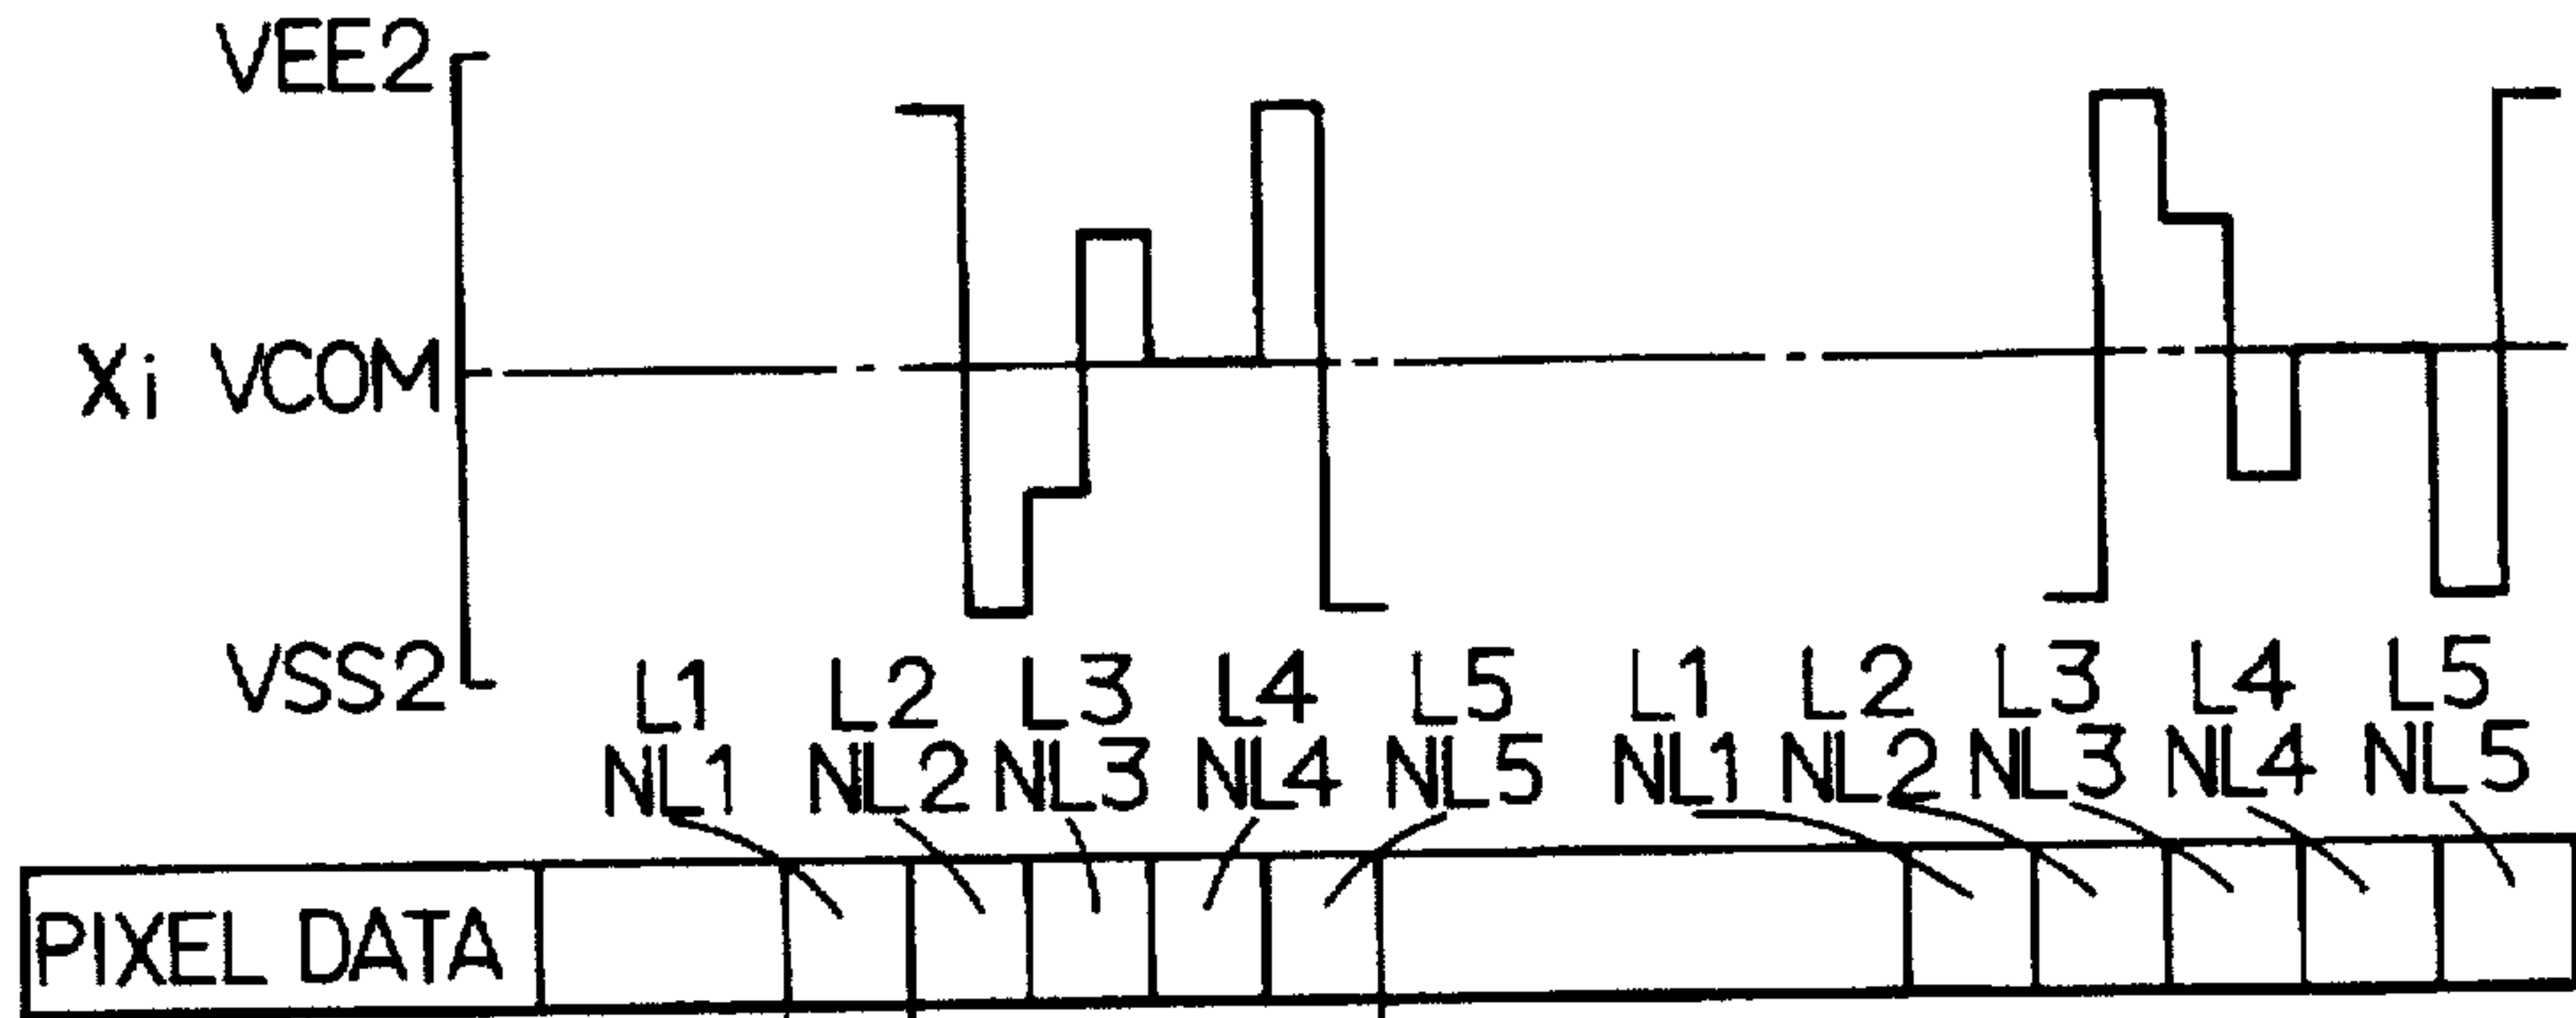 VEE2
Xi VCOM
VSS2
L1 L2 L3 L4 L5 L1 L2 L3 L4 L5
NL1 NL2 NL3 NL4 NL5 NL1 NL2 NL3 NL4 NL5
PIXEL DATA